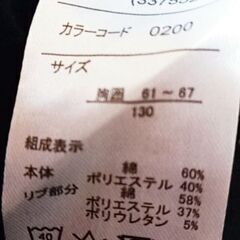 カラーコード 0200
サイズ
胸囲 61～67
130
組成表示
本体 綿 60%
ポリエステル 40%
リブ部分 綿 58%
ポリエステル 37%
ポリウレタン 5%
40